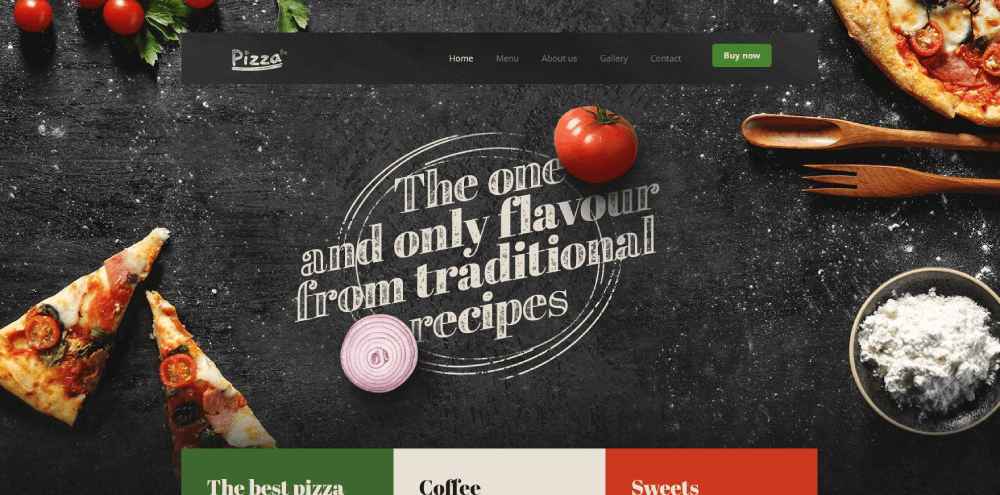 Pizza
Home Menu About us Gallery Contact Buy now
The one
and only flavour
from traditional
recipes
The best pizza Coffee Sweets